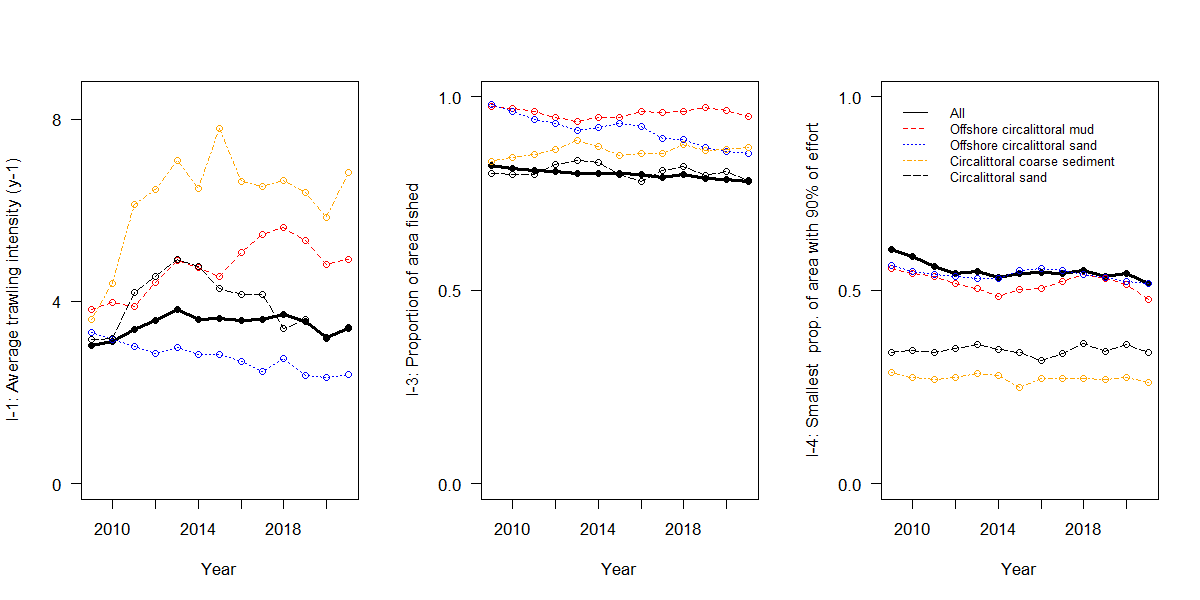 I-1: Average trawling intensity (y-1)
8
4
0
2010 2014 2018
Year
I-3: Proportion of area fished
1.0
0.5
0.0
2010 2014 2018
Year
I-4: Smallest prop. of area with 90% of effort
1.0
0.5
0.0
All
Offshore circalittoral mud
Offshore circalittoral sand
Circalittoral coarse sediment
Circalittoral sand
2010 2014 2018
Year